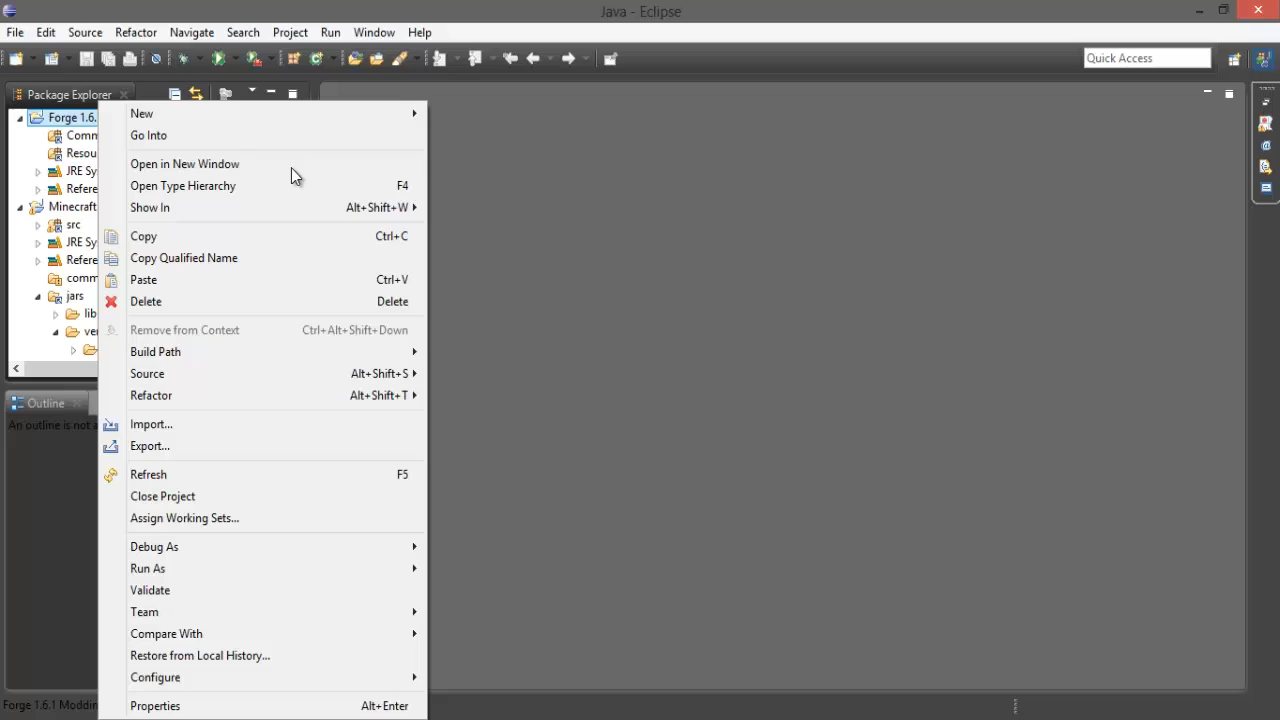 Java - Eclipse
File Edit Source Refactor Navigate Search Project Run Window Help
Quick Access
Package Explorer
Forge 1.6.
Comm
Resou
JRE Sy
Refere
Minecraft
src
JRE Sy
Refere
comm
jars
lib
ver
Outline
An outline is not a
Forge 1.6.1 Moddin
New
Go Into
Open in New Window
Open Type Hierarchy F4
Show In Alt+Shift+W
Copy Ctrl+C
Copy Qualified Name
Paste Ctrl+V
Delete Delete
Remove from Context Ctrl+Alt+Shift+Down
Build Path
Source Alt+Shift+S
Refactor Alt+Shift+T
Import...
Export...
Refresh F5
Close Project
Assign Working Sets...
Debug As
Run As
Validate
Team
Compare With
Restore from Local History...
Configure
Properties Alt+Enter